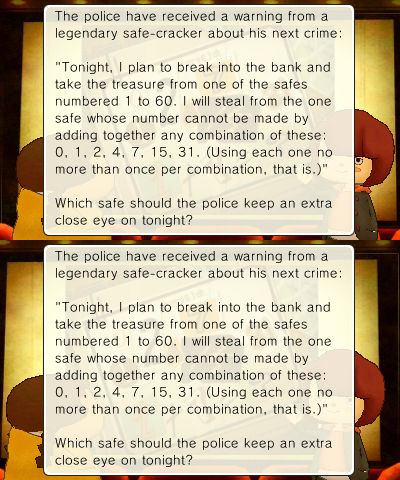 The police have received a warning from a
legendary safe-cracker about his next crime:
"Tonight, I plan to break into the bank and
take the treasure from one of the safes
numbered 1 to 60. I will steal from the one
safe whose number cannot be made by
adding together any combination of these:
0, 1, 2, 4, 7, 15, 31. (Using each one no
more than once per combination, that is.)"
Which safe should the police keep an extra
close eye on tonight?
The police have received a warning from a
legendary safe-cracker about his next crime:
"Tonight, I plan to break into the bank and
take the treasure from one of the safes
numbered 1 to 60. I will steal from the one
safe whose number cannot be made by
adding together any combination of these:
0, 1, 2, 4, 7, 15, 31. (Using each one no
more than once per combination, that is.)"
Which safe should the police keep an extra
close eye on tonight?